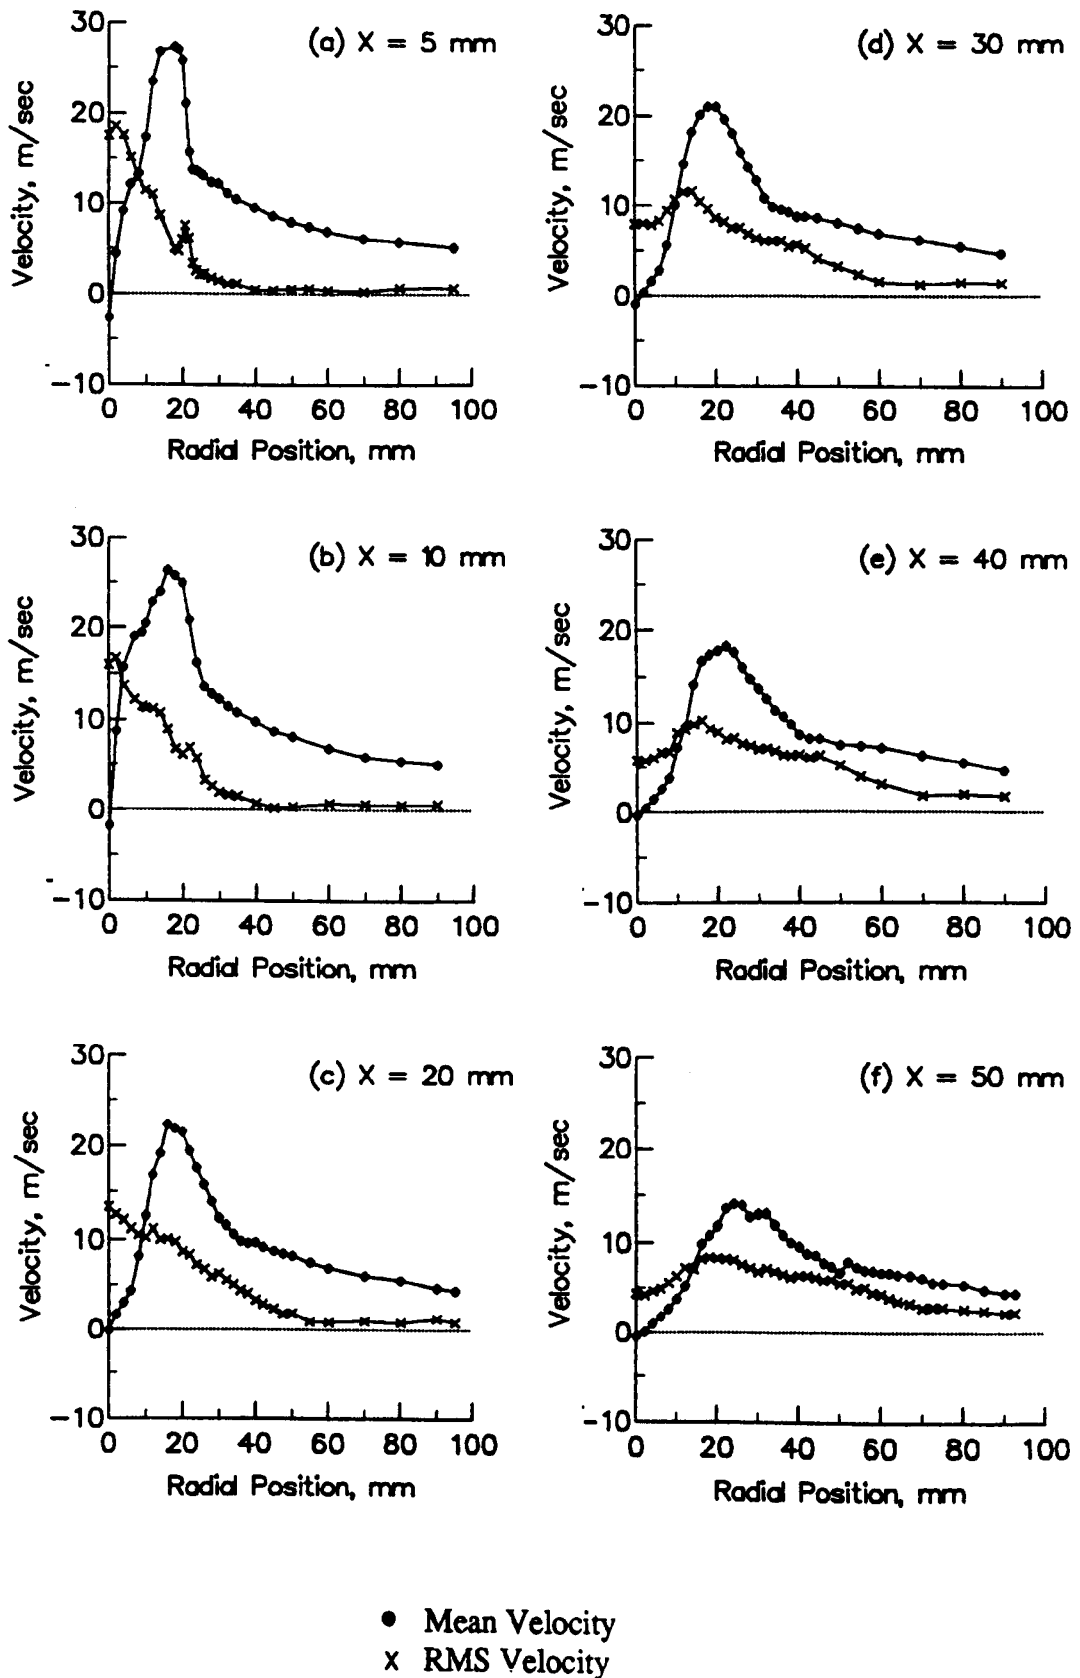 (a) X = 5 mm
30
20
10
0
−10
Velocity, m/sec
0 20 40 60 80 100
Radial Position, mm
(d) X = 30 mm
30
20
10
0
−10
Velocity, m/sec
0 20 40 60 80 100
Radial Position, mm
(b) X = 10 mm
30
20
10
0
−10
Velocity, m/sec
0 20 40 60 80 100
Radial Position, mm
(e) X = 40 mm
30
20
10
0
−10
Velocity, m/sec
0 20 40 60 80 100
Radial Position, mm
(c) X = 20 mm
30
20
10
0
−10
Velocity, m/sec
0 20 40 60 80 100
Radial Position, mm
(f) X = 50 mm
30
20
10
0
−10
Velocity, m/sec
0 20 40 60 80 100
Radial Position, mm
Mean Velocity
x RMS Velocity